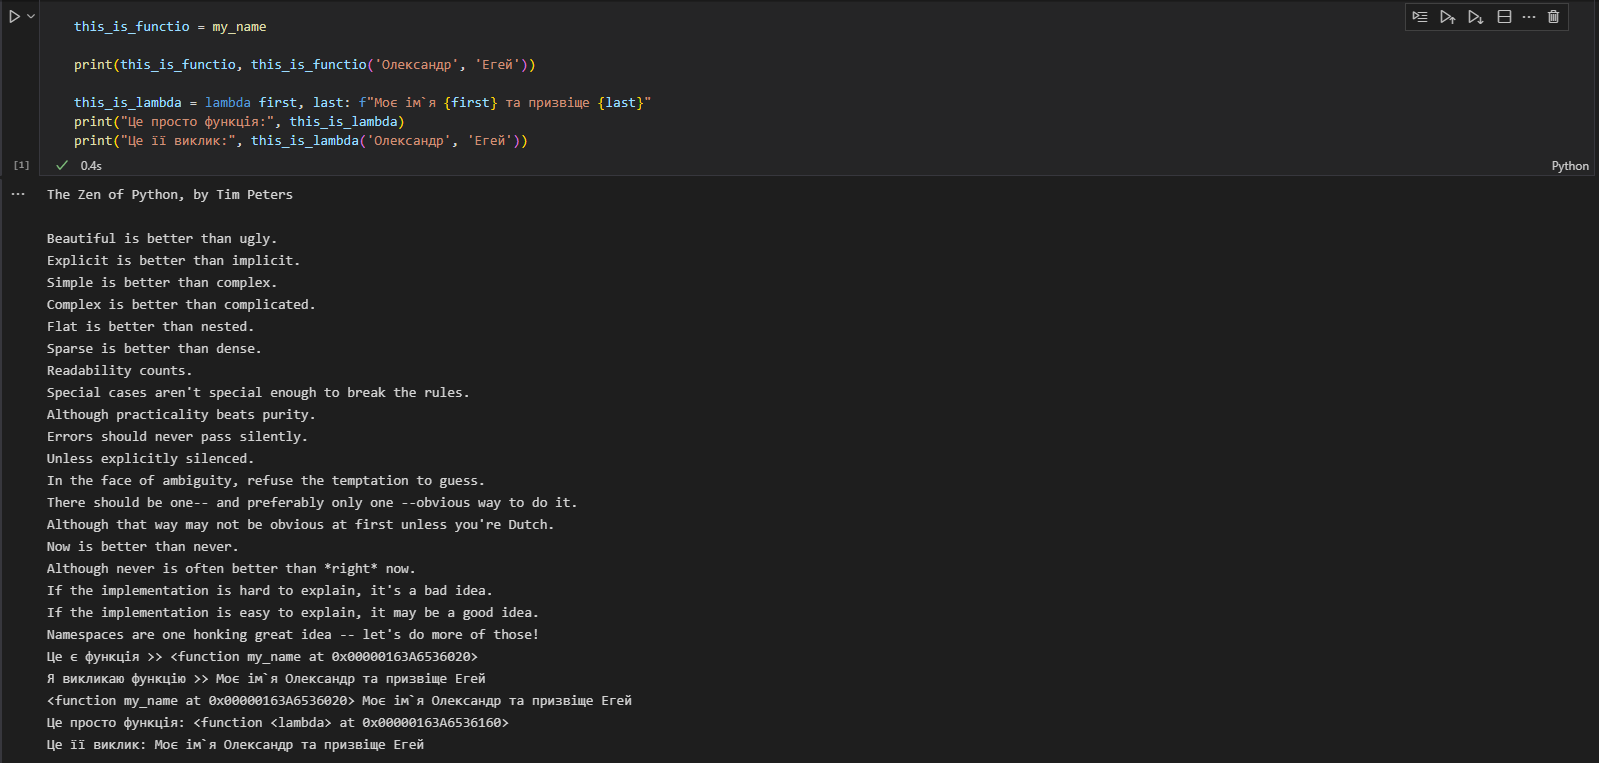 this_is_functio = my_name
print(this_is_functio, this_is_functio('Олександр', 'Егей'))
this_is_lambda = lambda first, last: f"Моє ім`я {first} та призвіще {last}"
print("Це просто функція:", this_is_lambda)
print("Це її виклик:", this_is_lambda('Олександр', 'Егей'))
[1] 0.4s Python
The Zen of Python, by Tim Peters
Beautiful is better than ugly.
Explicit is better than implicit.
Simple is better than complex.
Complex is better than complicated.
Flat is better than nested.
Sparse is better than dense.
Readability counts.
Special cases aren't special enough to break the rules.
Although practicality beats purity.
Errors should never pass silently.
Unless explicitly silenced.
In the face of ambiguity, refuse the temptation to guess.
There should be one-- and preferably only one --obvious way to do it.
Although that way may not be obvious at first unless you're Dutch.
Now is better than never.
Although never is often better than *right* now.
If the implementation is hard to explain, it's a bad idea.
If the implementation is easy to explain, it may be a good idea.
Namespaces are one honking great idea -- let's do more of those!
Це є функція >> <function my_name at 0x00000163A6536020>
Я викликаю функцію >> Моє ім`я Олександр та призвіще Егей
<function my_name at 0x00000163A6536020> Моє ім`я Олександр та призвіще Егей
Це просто функція: <function <lambda> at 0x00000163A6536160>
Це її виклик: Моє ім`я Олександр та призвіще Егей